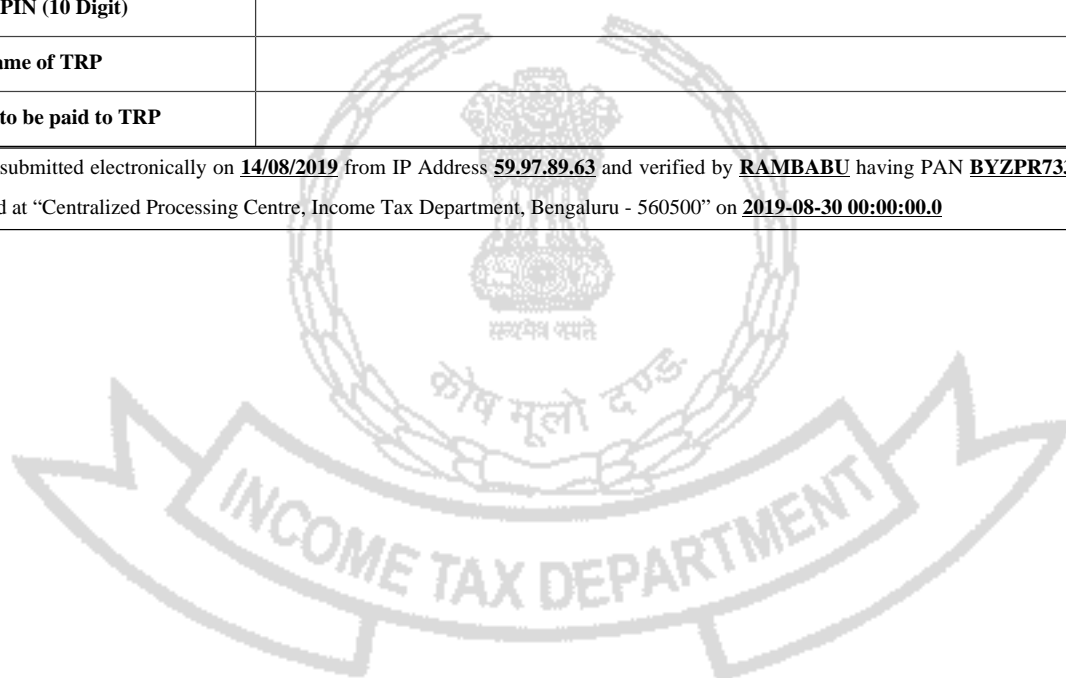 PIN (10 Digit)
ame of TRP
to be paid to TRP
submitted electronically on 14/08/2019 from IP Address 59.97.89.63 and verified by RAMBABU having PAN BYZPR733
d at “Centralized Processing Centre, Income Tax Department, Bengaluru - 560500” on 2019-08-30 00:00:00.0
सत्यमेव जयते
कोष मूलो दण्ड:
INCOME TAX DEPARTMENT